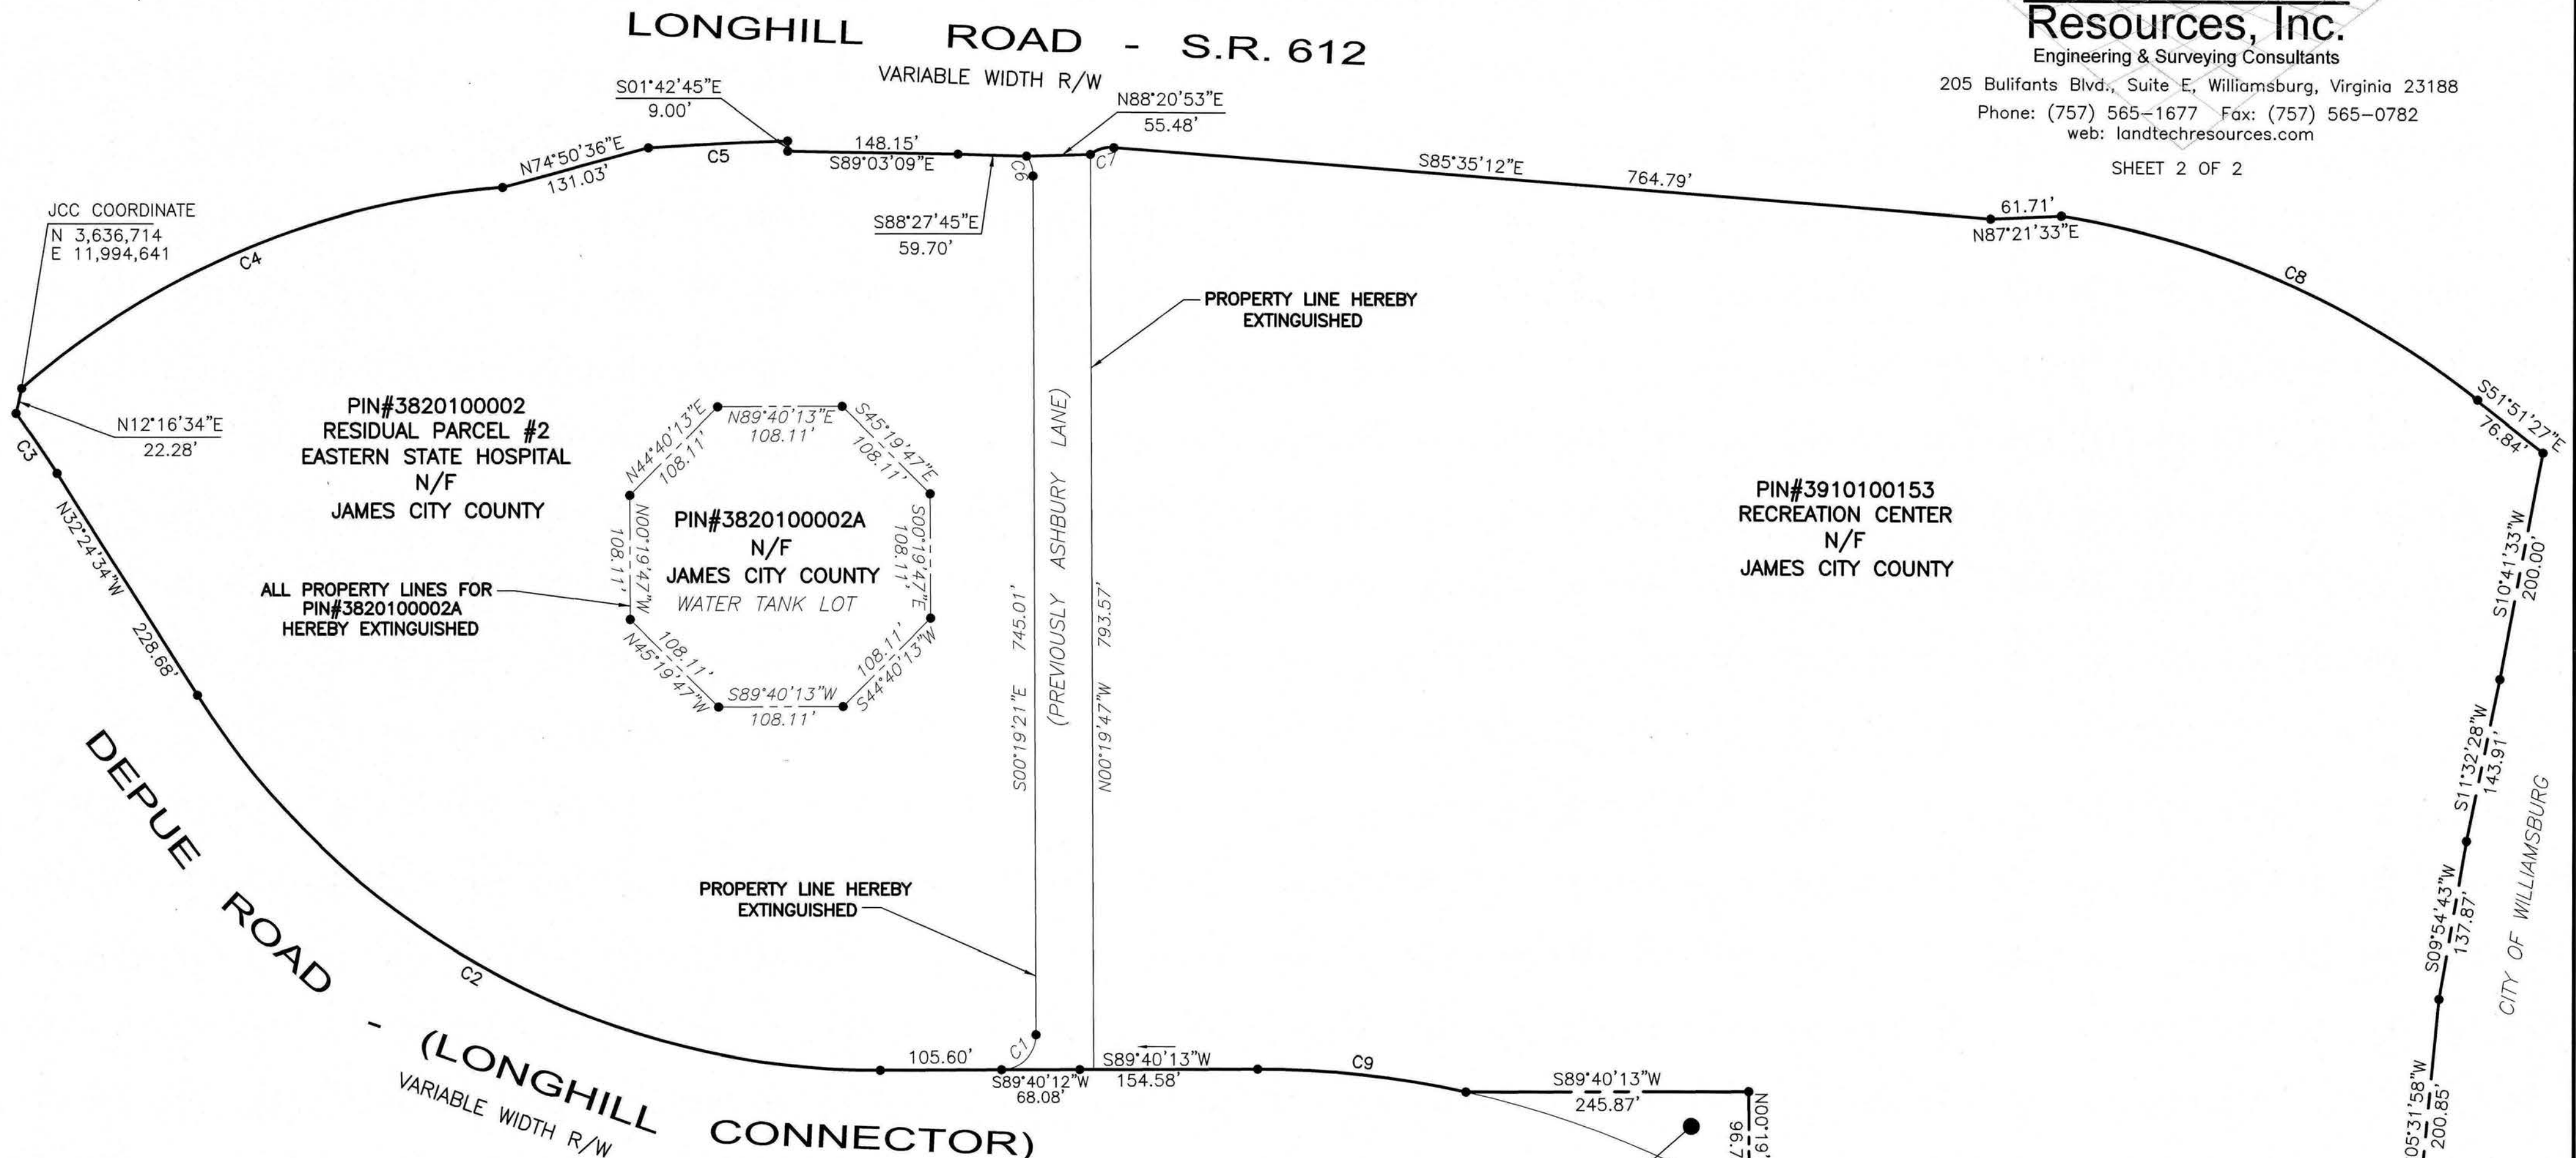 LONGHILL ROAD - S.R. 612
VARIABLE WIDTH R/W
Resources, Inc.
Engineering & Surveying Consultants
205 Bulifants Blvd., Suite E, Williamsburg, Virginia 23188
Phone: (757) 565-1677 Fax: (757) 565-0782
web: landtechresources.com
SHEET 2 OF 2
S01°42'45"E
9.00'
N88°20'53"E
55.48'
N74°50'36"E
131.03'
C5
148.15'
S89°03'09"E
C6
C7
S85°35'12"E
764.79'
61.71'
N87°21'33"E
S88°27'45"E
59.70'
JCC COORDINATE
N 3,636,714
E 11,994,641
C4
C8
PROPERTY LINE HEREBY
EXTINGUISHED
N12°16'34"E
22.28'
C3
N32°24'34"W
228.68'
PIN#3820100002
RESIDUAL PARCEL #2
EASTERN STATE HOSPITAL
N/F
JAMES CITY COUNTY
N44°40'13"E
108.11'
N89°40'13"E
108.11'
S45°19'47"E
108.11'
N00°19'47"W
108.11'
S00°19'47"E
108.11'
PIN#3820100002A
N/F
JAMES CITY COUNTY
WATER TANK LOT
N45°19'47"W
108.11'
S89°40'13"W
108.11'
S44°40'13"W
108.11'
ALL PROPERTY LINES FOR
PIN#3820100002A
HEREBY EXTINGUISHED
S00°19'21"E 745.01'
(PREVIOUSLY ASHBURY LANE)
N00°19'47"W 793.57'
PIN#3910100153
RECREATION CENTER
N/F
JAMES CITY COUNTY
S51°51'27"E
76.84'
S10°41'33"W
200.00'
S11°32'28"W
143.91'
S09°54'43"W
137.87'
05°31'58"W
200.85'
CITY OF WILLIAMSBURG
PROPERTY LINE HEREBY
EXTINGUISHED
C2
DEPUE ROAD - (LONGHILL CONNECTOR)
VARIABLE WIDTH R/W
105.60'
C1
S89°40'12"W
68.08'
S89°40'13"W
154.58'
C9
S89°40'13"W
245.87'
N00°19'
96.7